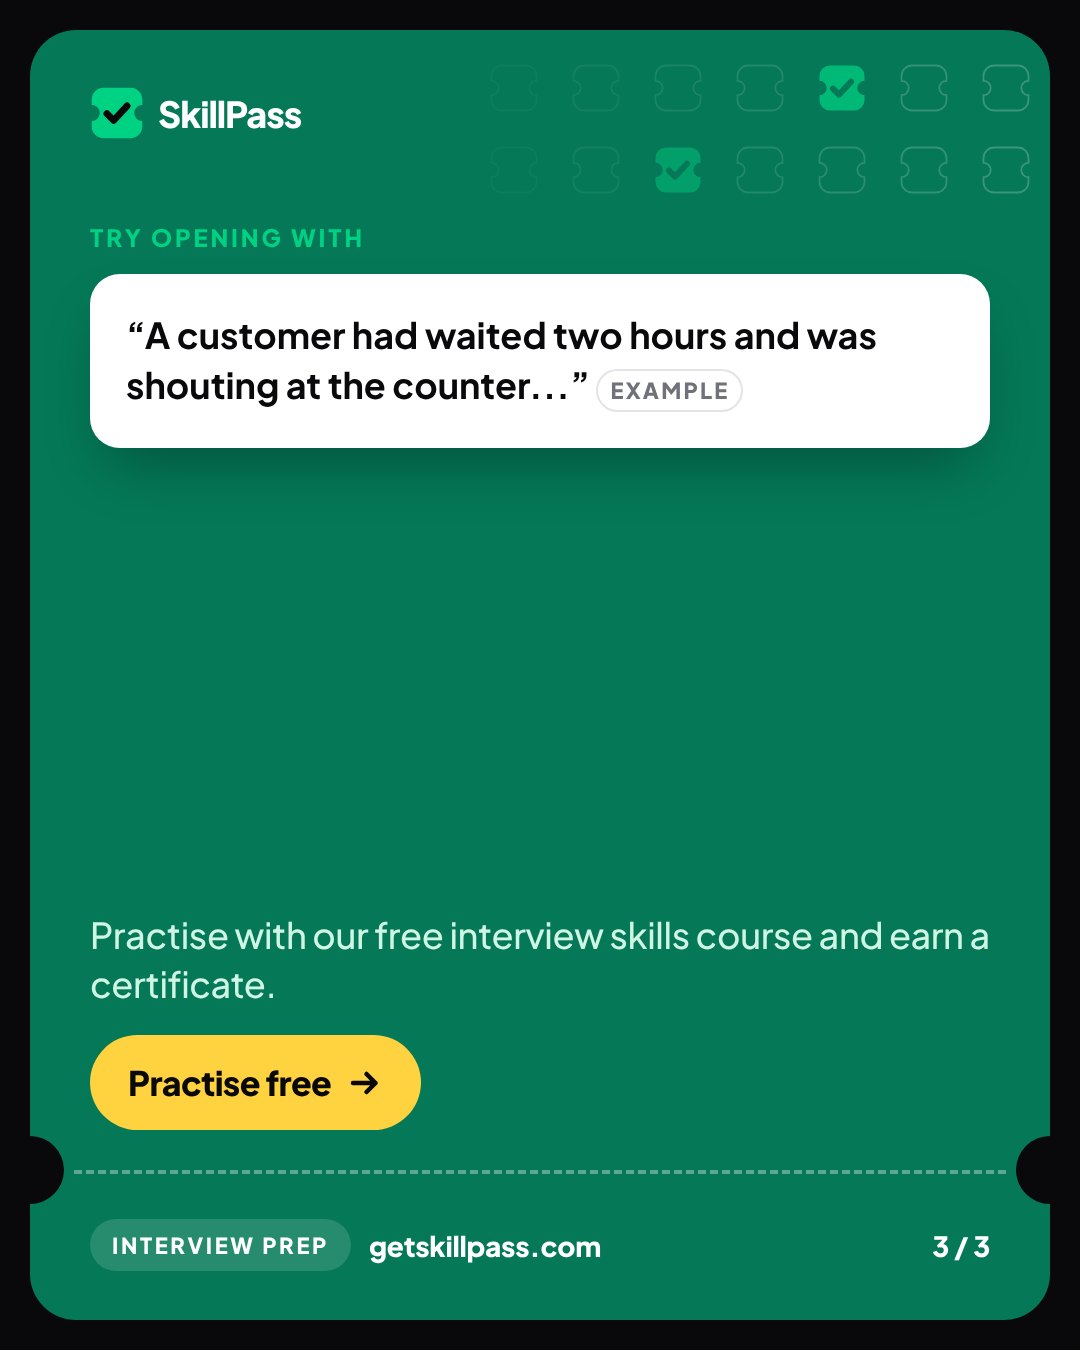 SkillPass
TRY OPENING WITH
“A customer had waited two hours and was
shouting at the counter...” EXAMPLE
Practise with our free interview skills course and earn a
certificate.
Practise free →
INTERVIEW PREP getskillpass.com 3 / 3